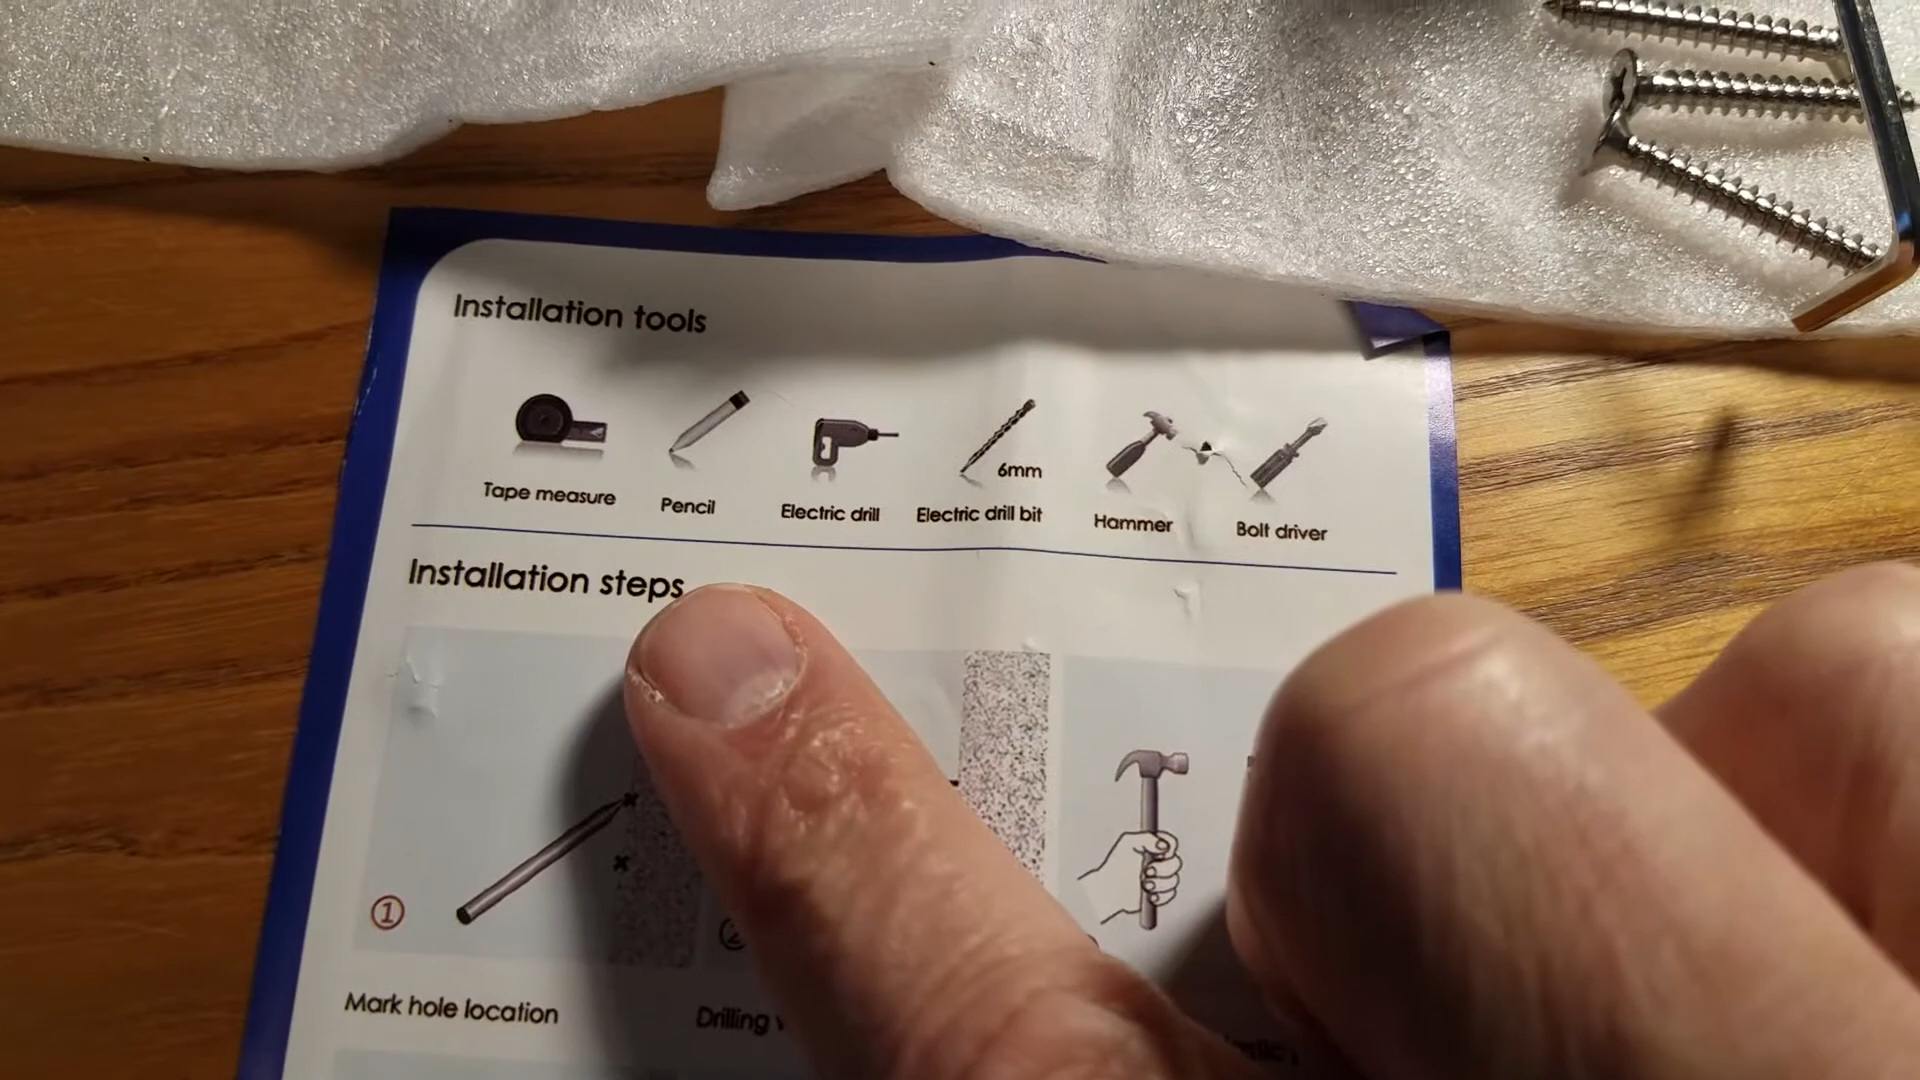 Installation tools
6mm
Tape measure
Pencil
Electric drill
Electric drill bit
Hammer
Bolt driver
Installation steps
1
2
Mark hole location
Drilling